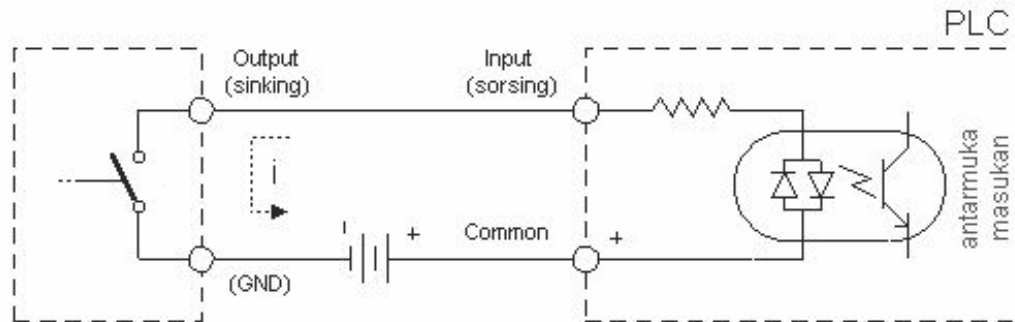 PLC
Output
(sinking)
Input
(sorsing)
i
- +
Common
+
(GND)
antarmuka
masukan